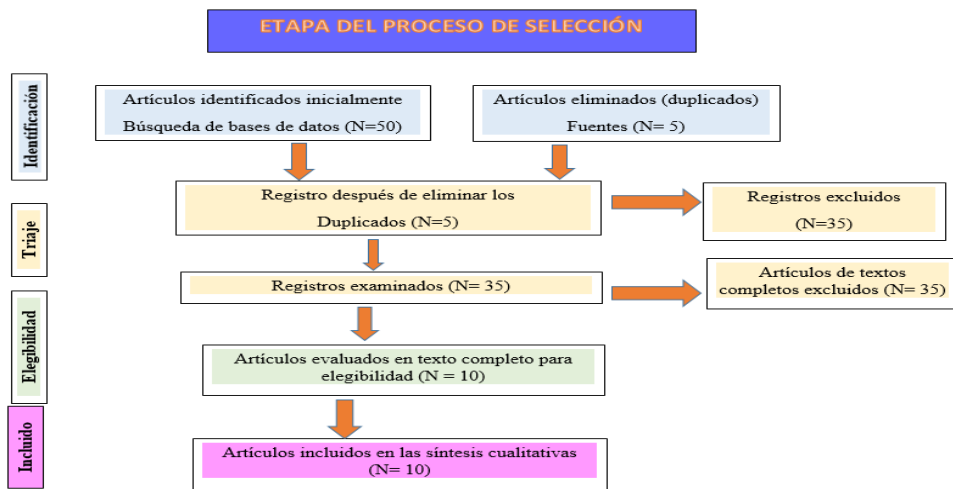 ETAPA DEL PROCESO DE SELECCIÓN
Identificación
Artículos identificados inicialmente
Búsqueda de bases de datos (N=50)
Artículos eliminados (duplicados)
Fuentes (N= 5)
Triaje
Registro después de eliminar los
Duplicados (N=5)
Registros excluidos
(N=35)
Registros examinados (N= 35)
Artículos de textos
completos excluidos (N= 35)
Elegibilidad
Artículos evaluados en texto completo para
elegibilidad (N = 10)
Incluido
Artículos incluidos en las síntesis cualitativas
(N= 10)